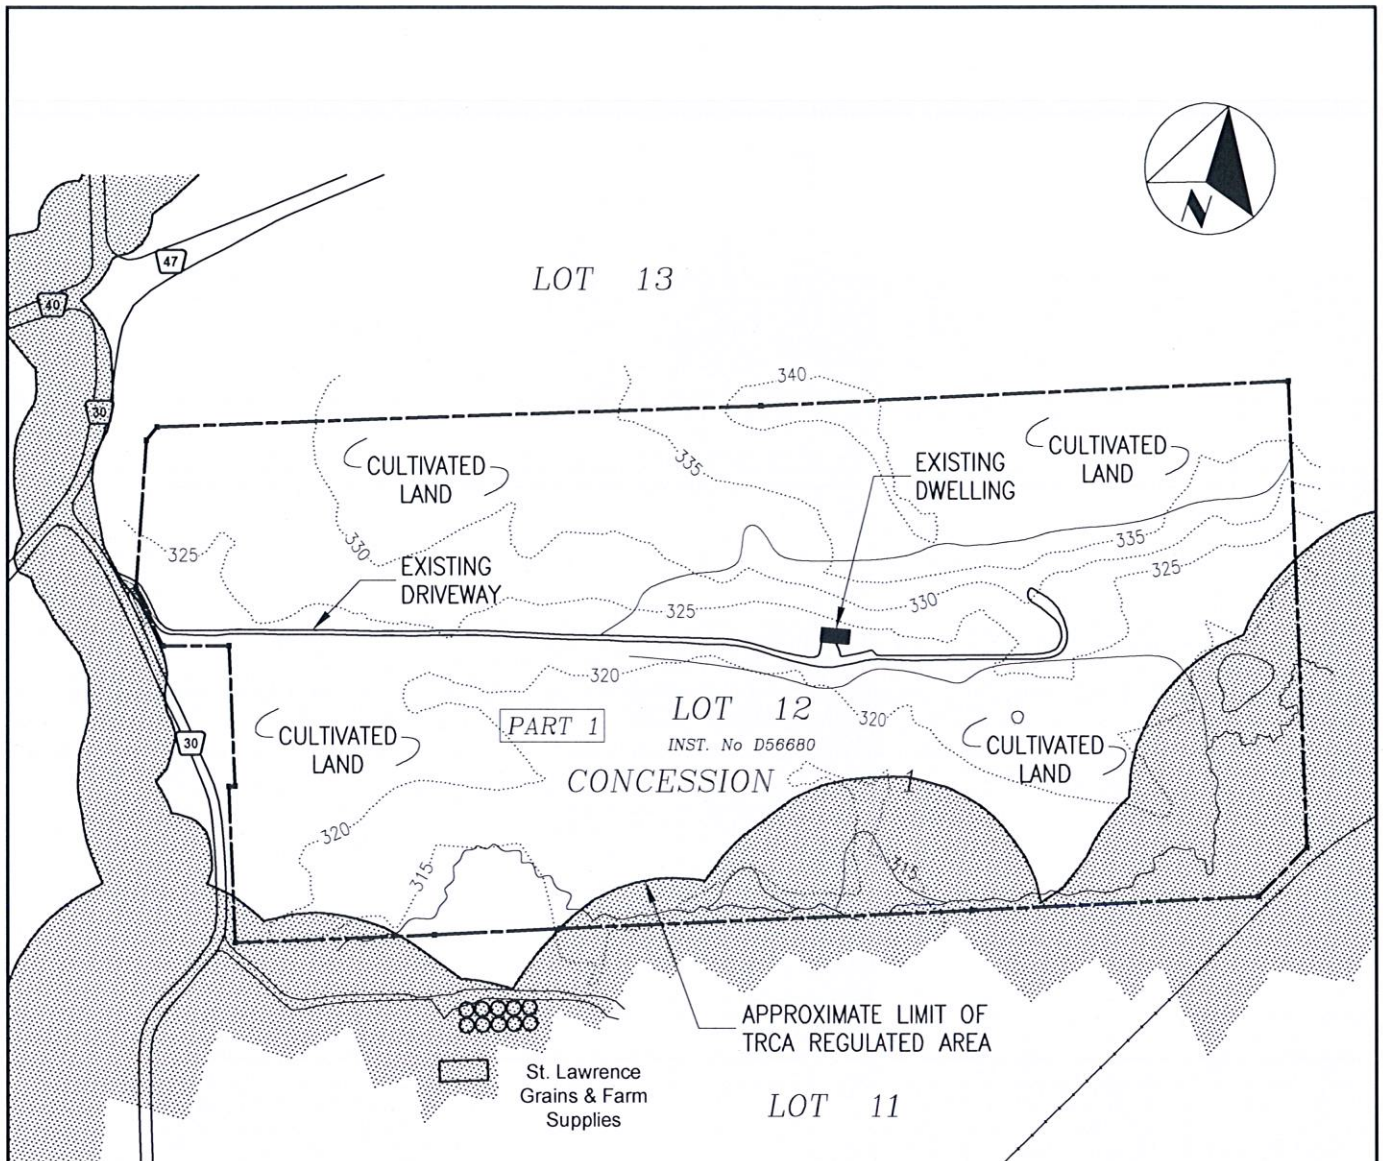 N
47
LOT 13
40
340
30
EXISTING
DWELLING
CULTIVATED
LAND
CULTIVATED
LAND
335
325
330
EXISTING
DRIVEWAY
335
325
325
330
320
LOT 12
PART 1
INST. No D56680
320
30
CULTIVATED
LAND
CULTIVATED
LAND
CONCESSION 1
320
315
315
APPROXIMATE LIMIT OF
TRCA REGULATED AREA
St. Lawrence
Grains & Farm
Supplies
LOT 11